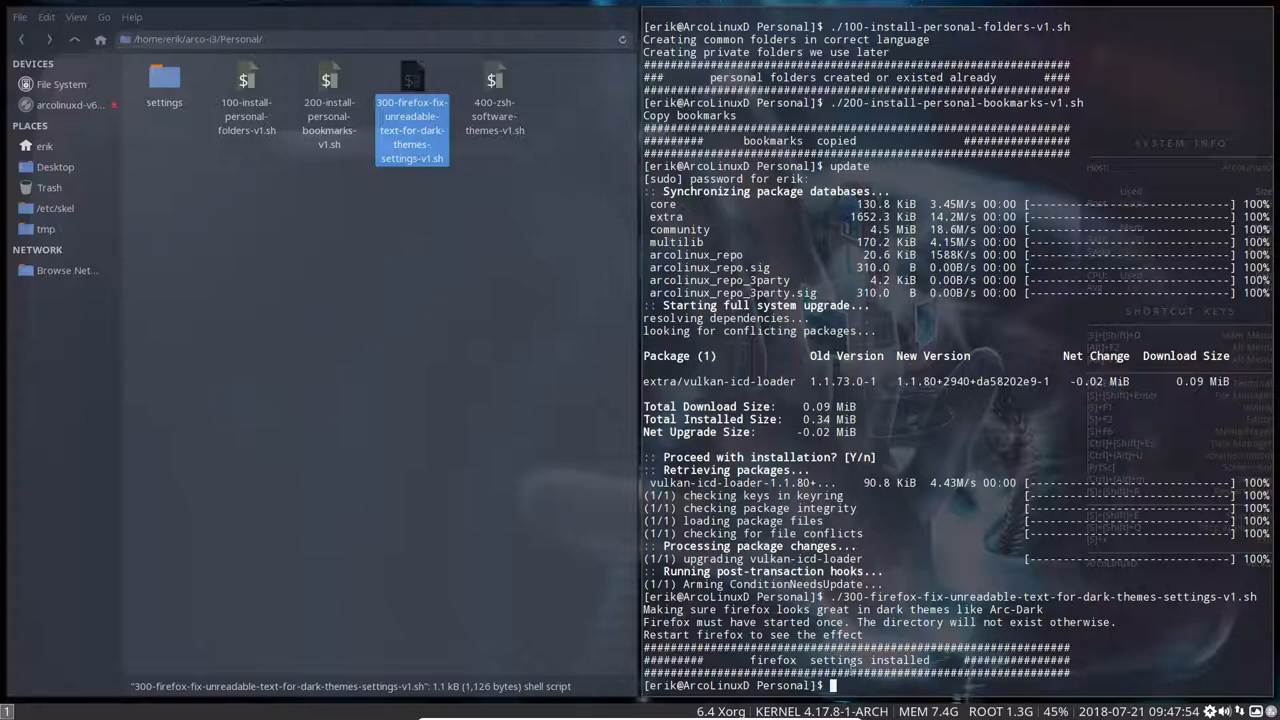 File Edit View Go Help
/home/erik/arco-i3/Personal/
DEVICES
File System
arcolinuxd-v6...
PLACES
erik
Desktop
Trash
/etc/skel
tmp
NETWORK
Browse Net...
settings
100-install-
personal-
folders-v1.sh
200-install-
personal-
bookmarks-
v1.sh
300-firefox-fix-
unreadable-
text-for-dark-
themes-
settings-v1.sh
400-zsh-
software-
themes-v1.sh
"300-firefox-fix-unreadable-text-for-dark-themes-settings-v1.sh": 1.1 kB (1,126 bytes) shell script
[erik@ArcoLinuxD Personal]$ ./100-install-personal-folders-v1.sh
Creating common folders in correct language
Creating private folders we use later
################################################################
### personal folders created or existed already ####
################################################################
[erik@ArcoLinuxD Personal]$ ./200-install-personal-bookmarks-v1.sh
Copy bookmarks
################################################################
######### bookmarks copied ################
################################################################
[erik@ArcoLinuxD Personal]$ update
[sudo] password for erik:
:: Synchronizing package databases...
core 130.8 KiB 3.45M/s 00:00 [------------------------------] 100%
extra 1652.3 KiB 14.2M/s 00:00 [------------------------------] 100%
community 4.5 MiB 18.6M/s 00:00 [------------------------------] 100%
multilib 170.2 KiB 4.15M/s 00:00 [------------------------------] 100%
arcolinux_repo 20.6 KiB 1588K/s 00:00 [------------------------------] 100%
arcolinux_repo.sig 310.0 B 0.00B/s 00:00 [------------------------------] 100%
arcolinux_repo_3party 4.2 KiB 0.00B/s 00:00 [------------------------------] 100%
arcolinux_repo_3party.sig 310.0 B 0.00B/s 00:00 [------------------------------] 100%
:: Starting full system upgrade...
resolving dependencies...
looking for conflicting packages...
Package (1) Old Version New Version Net Change Download Size
extra/vulkan-icd-loader 1.1.73.0-1 1.1.80+2940+da58202e9-1 -0.02 MiB 0.09 MiB
Total Download Size: 0.09 MiB
Total Installed Size: 0.34 MiB
Net Upgrade Size: -0.02 MiB
:: Proceed with installation? [Y/n]
:: Retrieving packages...
vulkan-icd-loader-1.1.80+... 90.8 KiB 4.43M/s 00:00 [------------------------------] 100%
(1/1) checking keys in keyring [------------------------------] 100%
(1/1) checking package integrity [------------------------------] 100%
(1/1) loading package files [------------------------------] 100%
(1/1) checking for file conflicts [------------------------------] 100%
:: Processing package changes...
(1/1) upgrading vulkan-icd-loader [------------------------------] 100%
:: Running post-transaction hooks...
(1/1) Arming ConditionNeedsUpdate...
[erik@ArcoLinuxD Personal]$ ./300-firefox-fix-unreadable-text-for-dark-themes-settings-v1.sh
Making sure firefox looks great in dark themes like Arc-Dark
Firefox must have started once. The directory will not exist otherwise.
Restart firefox to see the effect
################################################################
######### firefox settings installed ################
################################################################
[erik@ArcoLinuxD Personal]$
SYSTEM INFO
Host: ArcoLinuxD
Used Size
SHORTCUT KEYS
1
6.4 Xorg KERNEL 4.17.8-1-ARCH MEM 7.4G ROOT 1.3G 45% 2018-07-21 09:47:54